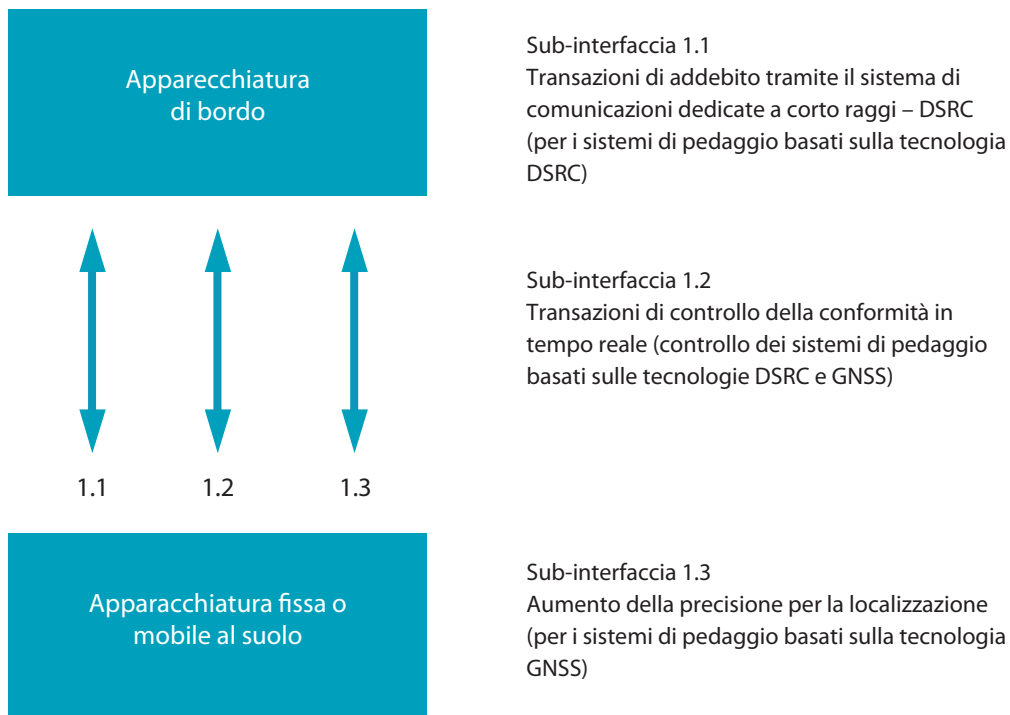 Apparecchiatura
di bordo
Sub-interfaccia 1.1
Transazioni di addebito tramite il sistema di
comunicazioni dedicate a corto raggi – DSRC
(per i sistemi di pedaggio basati sulla tecnologia
DSRC)
Sub-interfaccia 1.2
Transazioni di controllo della conformità in
tempo reale (controllo dei sistemi di pedaggio
basati sulle tecnologie DSRC e GNSS)
1.1 1.2 1.3
Apparacchiatura fissa o
mobile al suolo
Sub-interfaccia 1.3
Aumento della precisione per la localizzazione
(per i sistemi di pedaggio basati sulla tecnologia
GNSS)